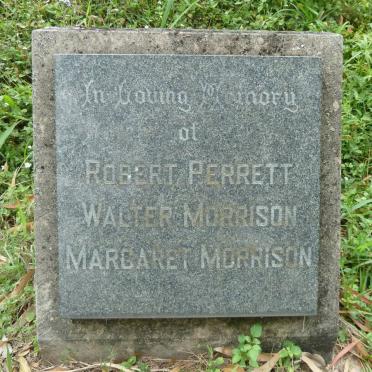 In Loving Memory
of
ROBERT PERRETT
WALTER MORRISON
MARGARET MORRISON